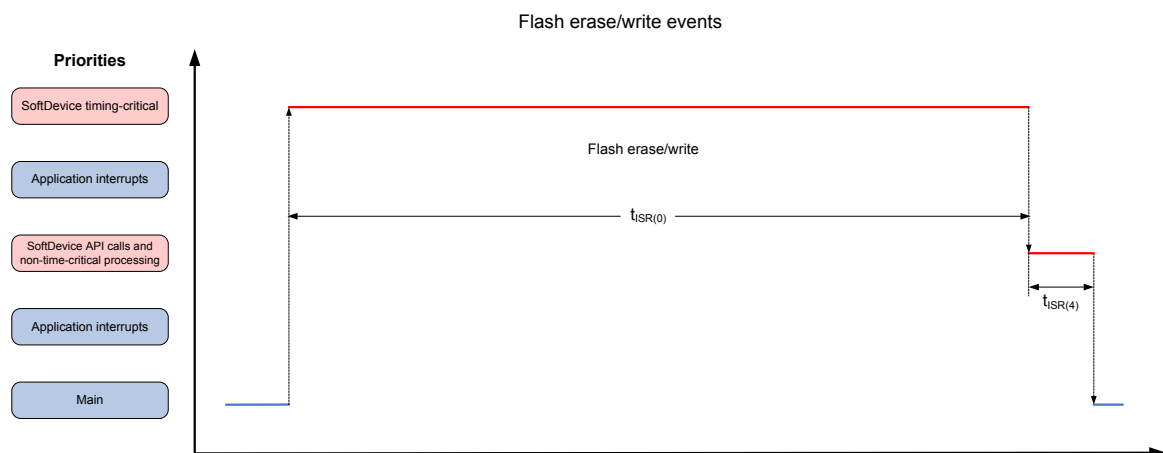 Flash erase/write events
Priorities
SoftDevice timing-critical
Flash erase/write
Application interrupts
tISR(0)
SoftDevice API calls and
non-time-critical processing
tISR(4)
Application interrupts
Main